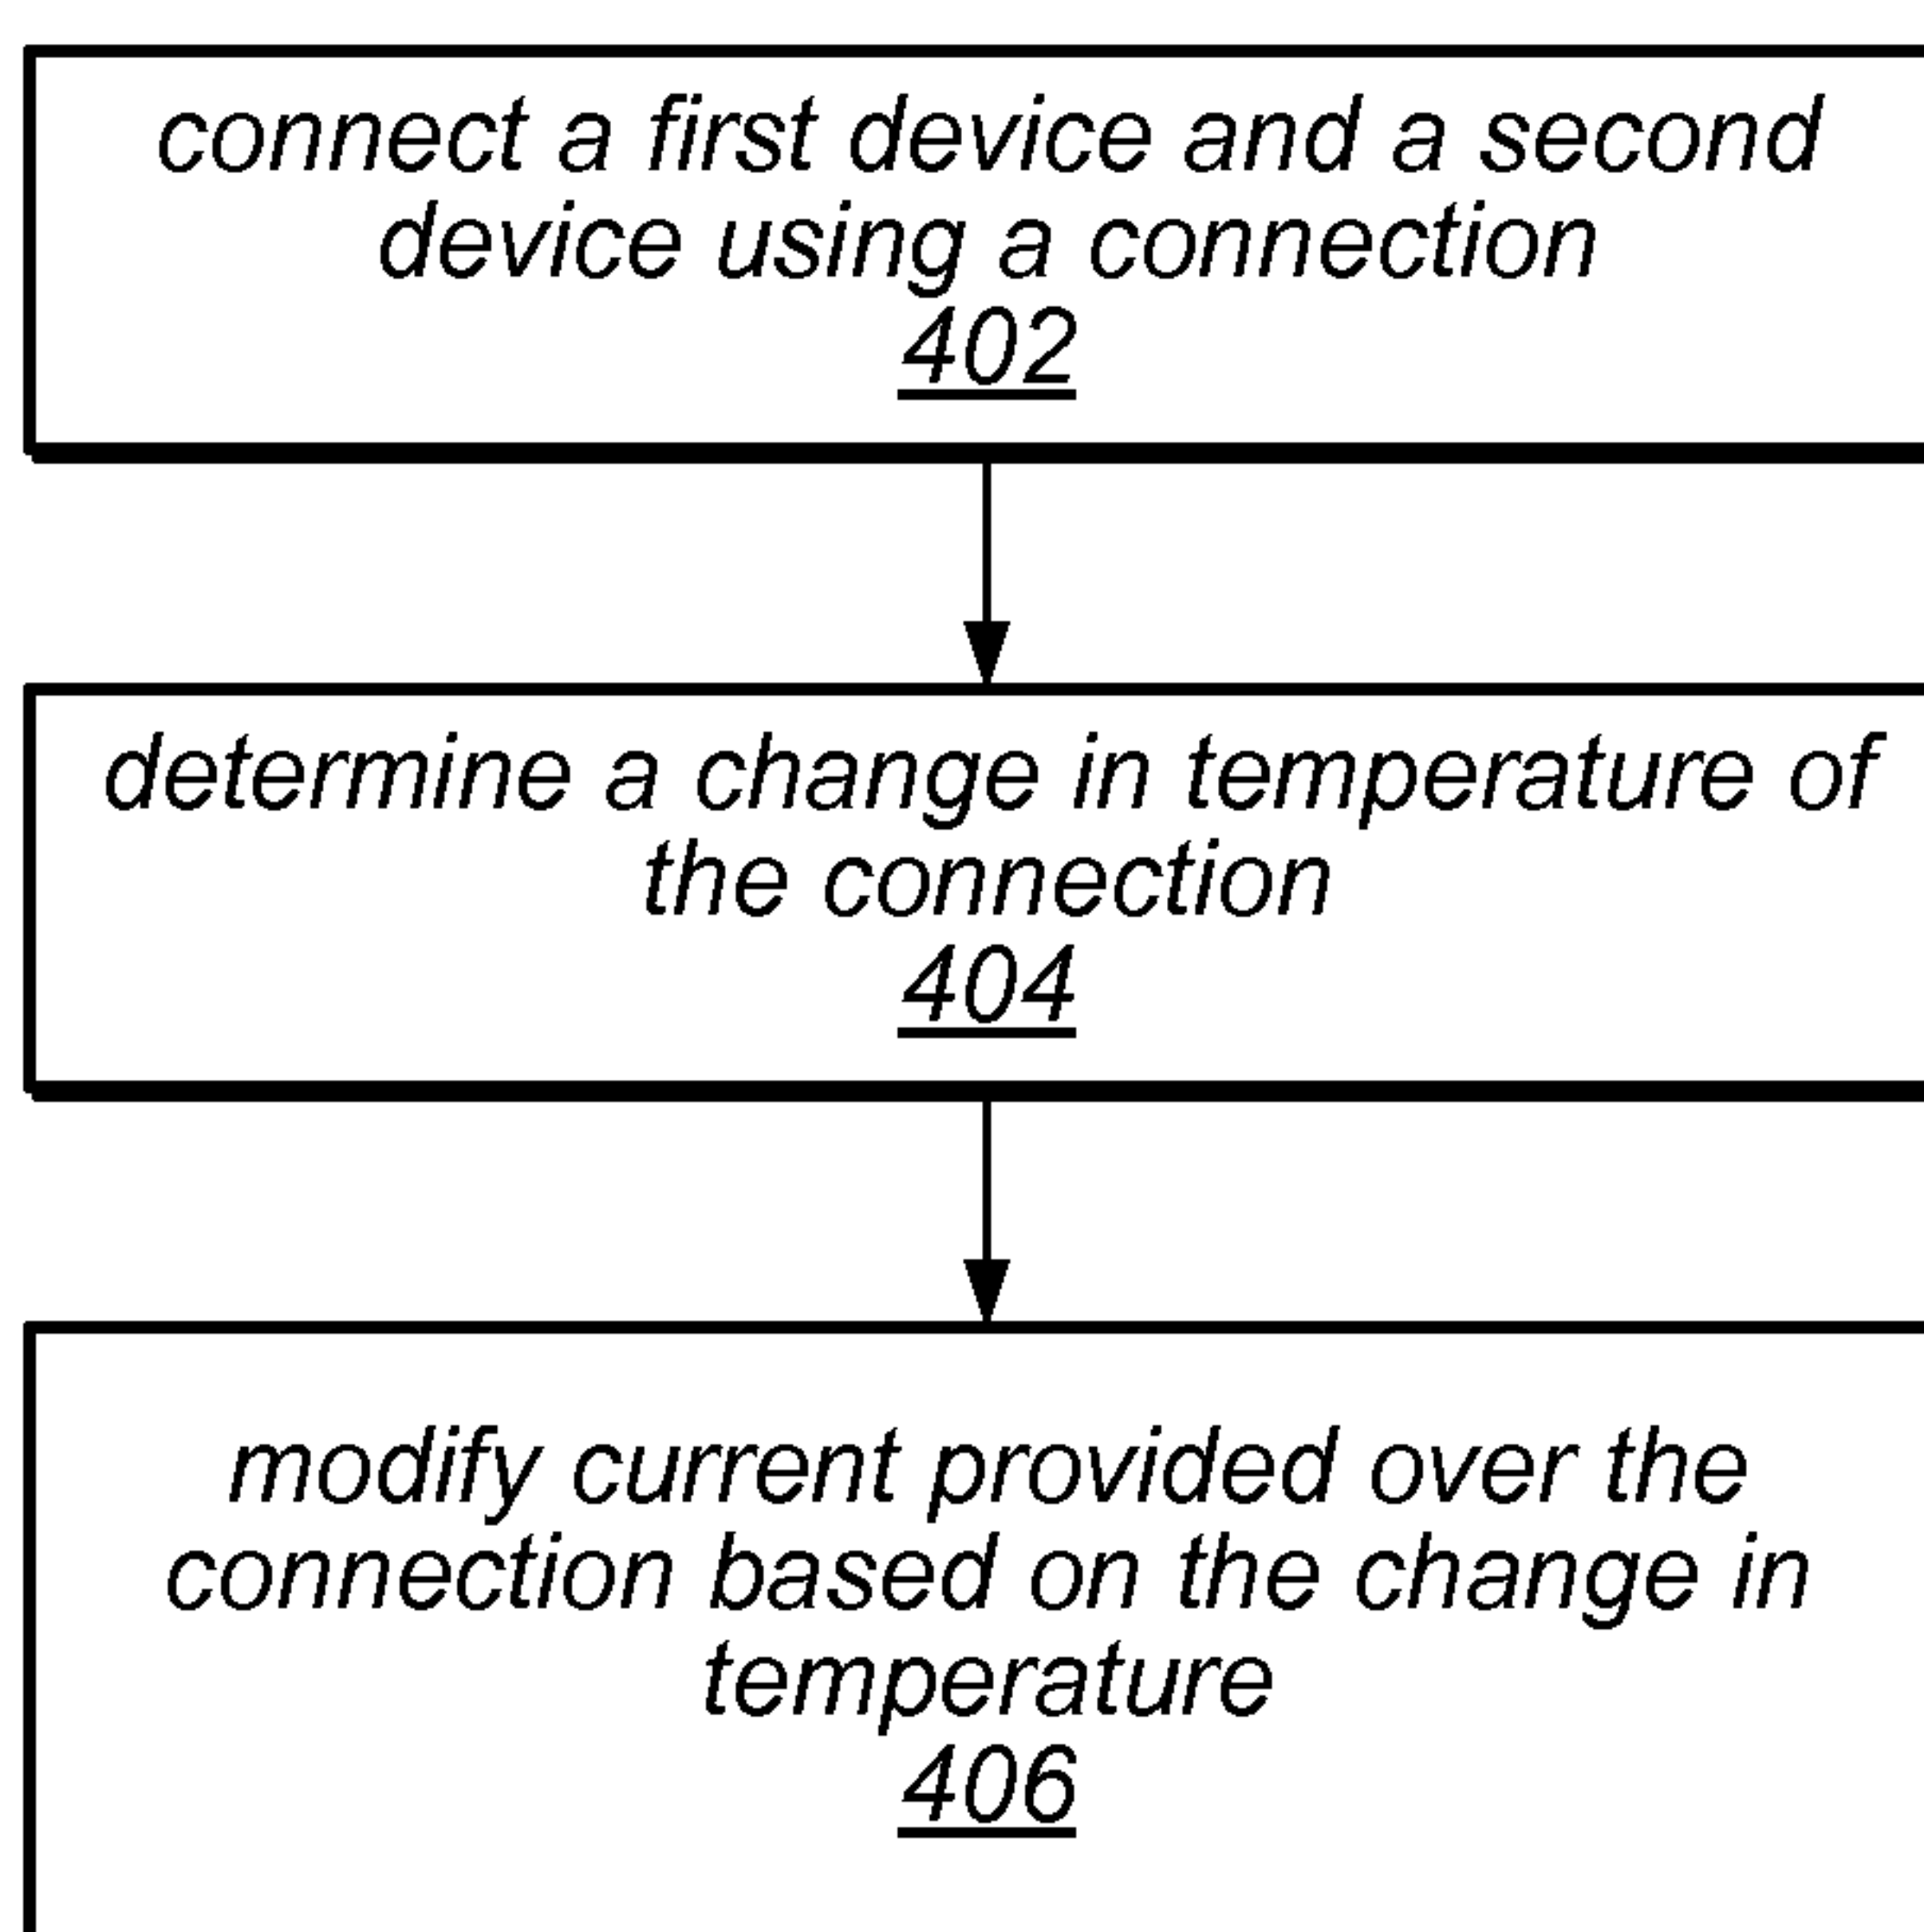 connect a first device and a second
device using a connection
402
determine a change in temperature of
the connection
404
modify current provided over the
connection based on the change in
temperature
406